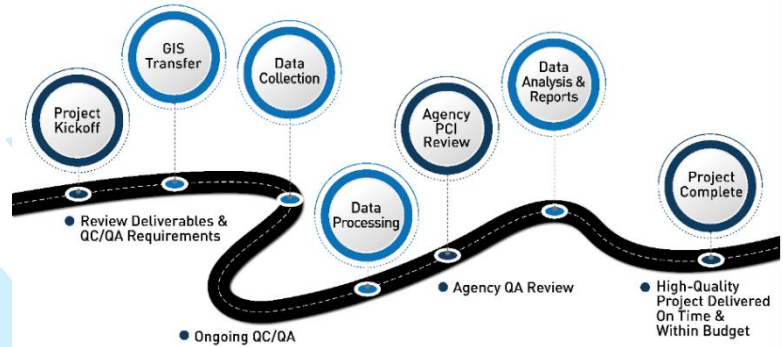 Project
Kickoff
GIS
Transfer
Data
Collection
Data
Processing
Agency
PCI
Review
Data
Analysis &
Reports
Project
Complete
• Review Deliverables &
QC/QA Requirements
• Ongoing QC/QA
• Agency QA Review
• High-Quality
Project Delivered
On Time &
Within Budget